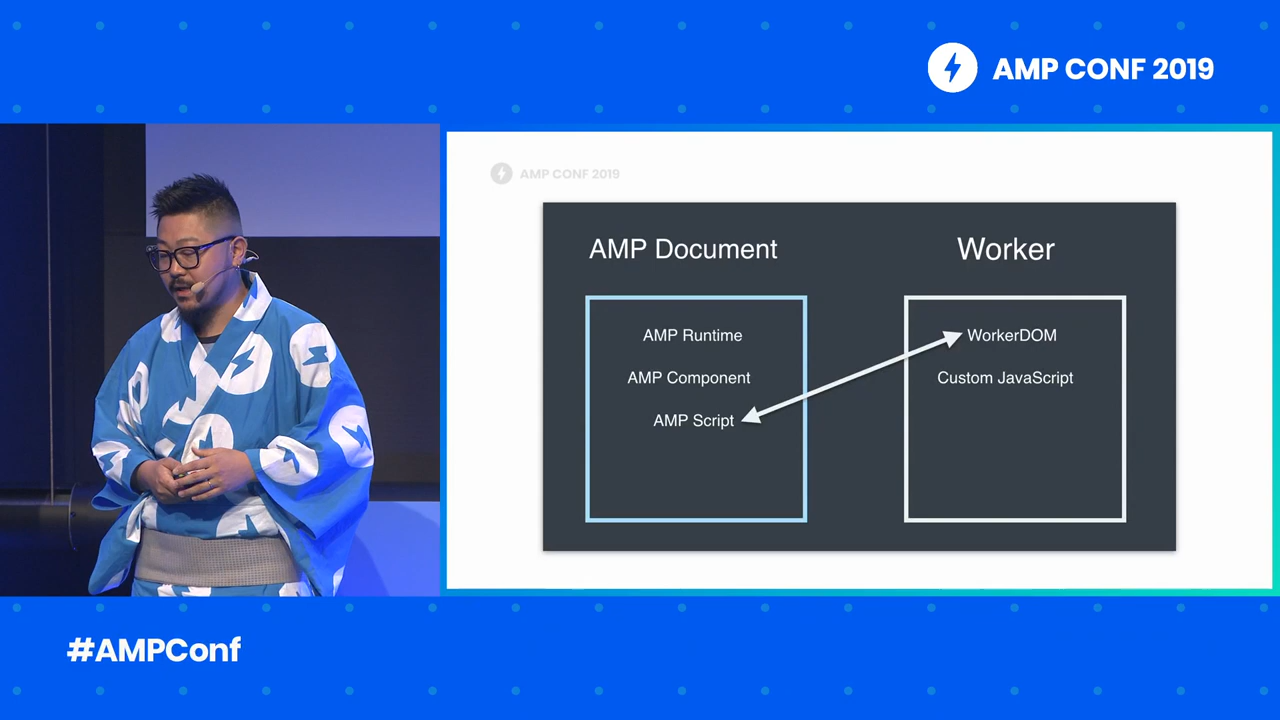 AMP CONF 2019
AMP CONF 2019
AMP Document
Worker
AMP Runtime
AMP Component
AMP Script
WorkerDOM
Custom JavaScript
#AMPConf